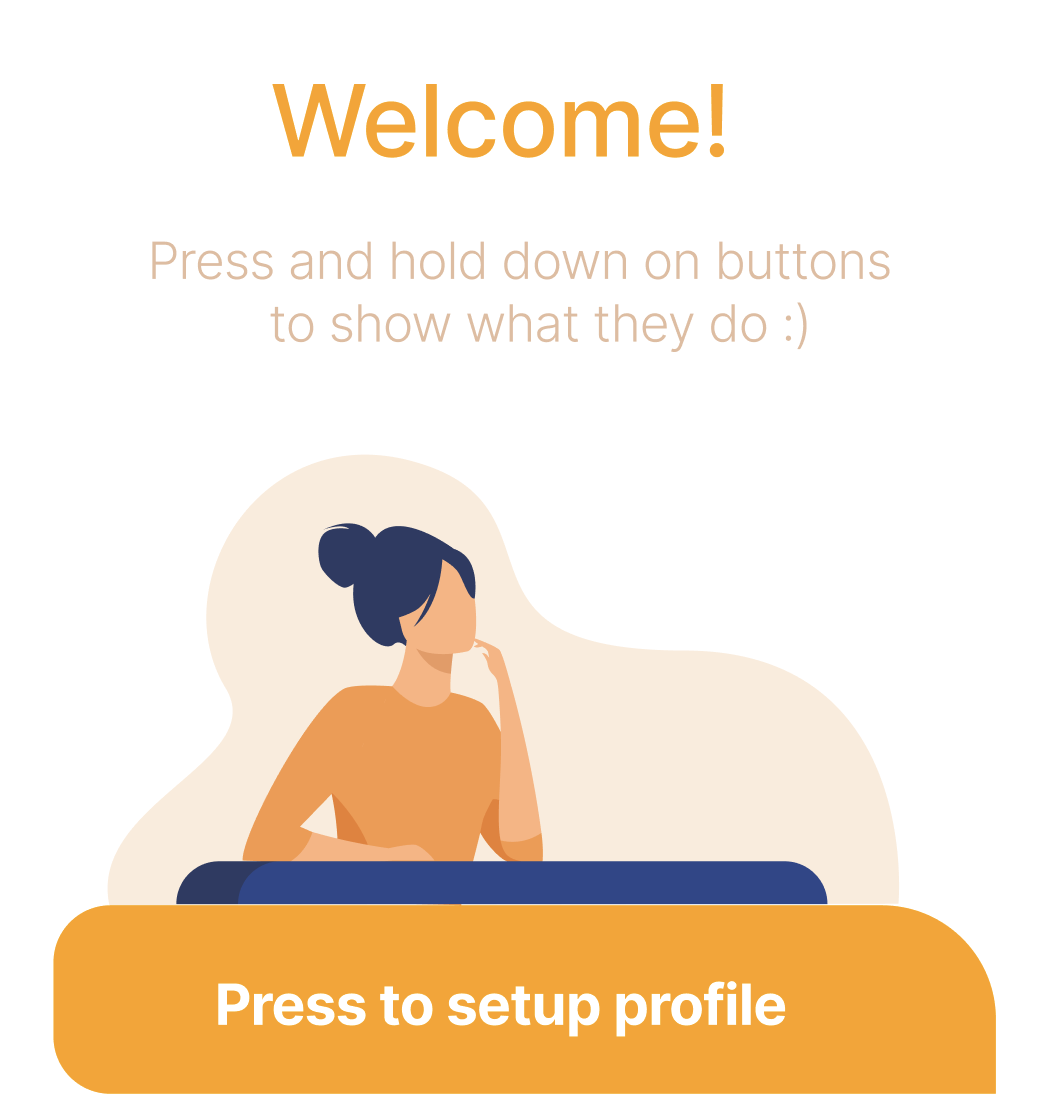 Welcome!
Press and hold down on buttons
to show what they do :)
Press to setup profile